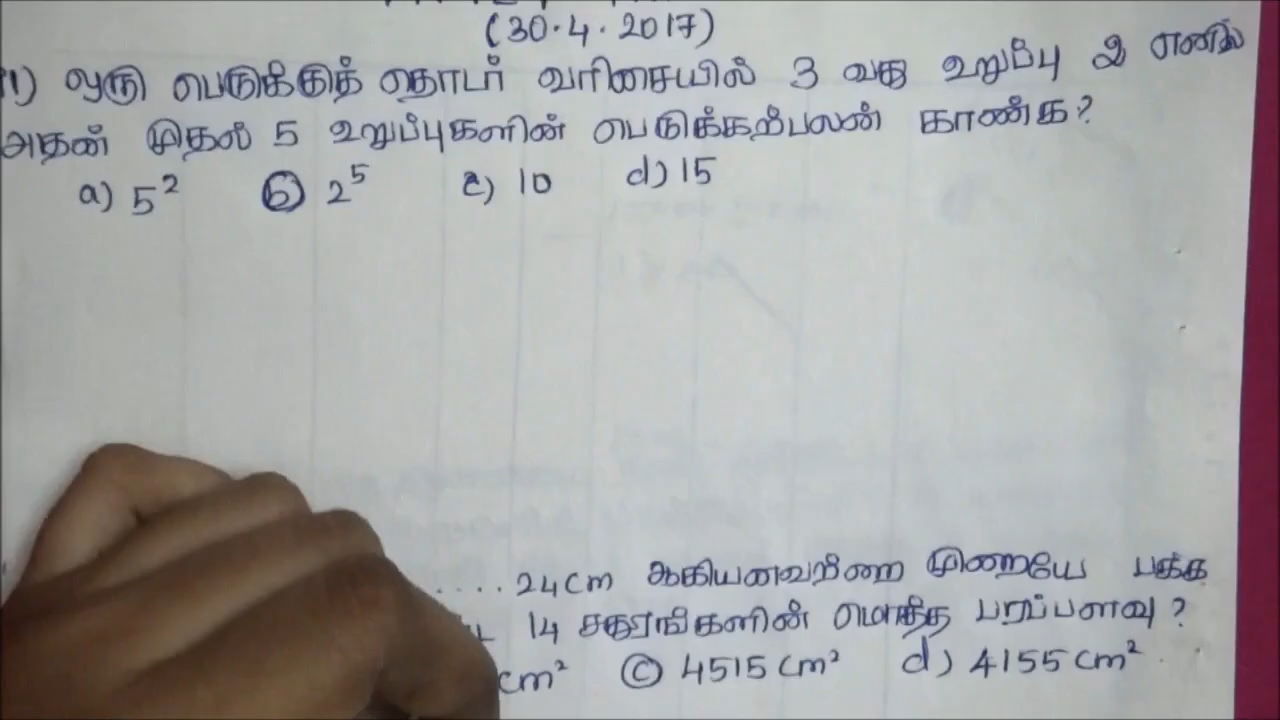 (30.4.2017)
1) ஒரு பெருக்குத் தொடர் வரிசையில் 3 வது உறுப்பு 2 எனில்
அதன் முதல் 5 உறுப்புகளின் பெருக்கற்பலன் காண்க?
a) 5² b 2⁵ c) 10 d) 15
....24cm ஆகியனவற்றை முறையே பக்க
14 சதுரங்களின் மொத்த பரப்பளவு?
cm² c 4515 cm² d) 4155 cm²